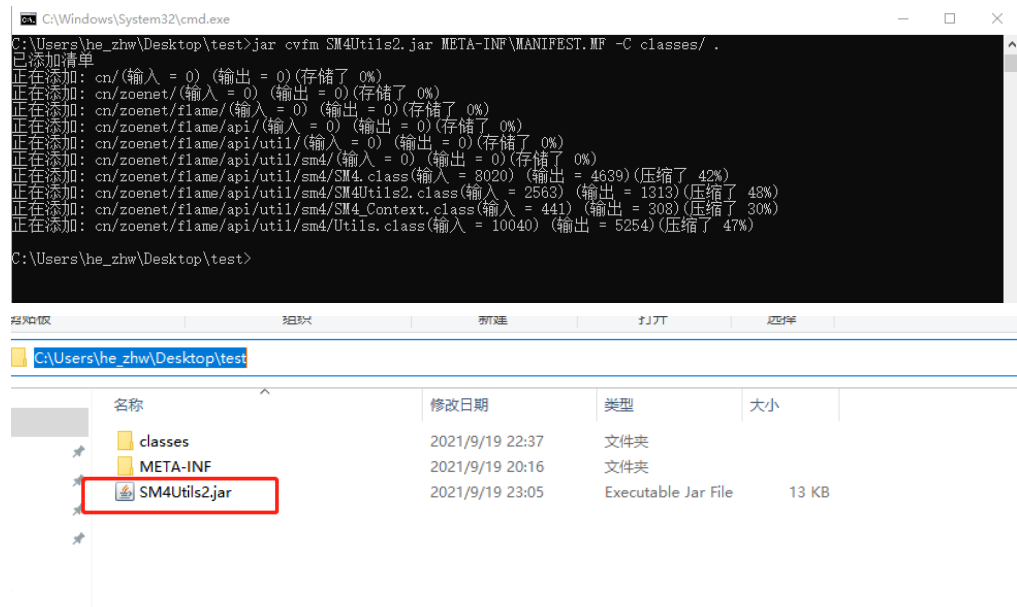 C:\Windows\System32\cmd.exe
C:\Users\he_zhw\Desktop\test>jar cvfm SM4Utils2.jar META-INF\MANIFEST.MF -C classes/ .
已添加清单
正在添加: cn/(输入 = 0) (输出 = 0)(存储了 0%)
正在添加: cn/zoenet/(输入 = 0) (输出 = 0)(存储了 0%)
正在添加: cn/zoenet/flame/(输入 = 0) (输出 = 0)(存储了 0%)
正在添加: cn/zoenet/flame/api/(输入 = 0) (输出 = 0)(存储了 0%)
正在添加: cn/zoenet/flame/api/util/(输入 = 0) (输出 = 0)(存储了 0%)
正在添加: cn/zoenet/flame/api/util/sm4/(输入 = 0) (输出 = 0)(存储了 0%)
正在添加: cn/zoenet/flame/api/util/sm4/SM4.class(输入 = 8020) (输出 = 4639)(压缩了 42%)
正在添加: cn/zoenet/flame/api/util/sm4/SM4Utils2.class(输入 = 2563) (输出 = 1313)(压缩了 48%)
正在添加: cn/zoenet/flame/api/util/sm4/SM4_Context.class(输入 = 441) (输出 = 308)(压缩了 30%)
正在添加: cn/zoenet/flame/api/util/sm4/Utils.class(输入 = 10040) (输出 = 5254)(压缩了 47%)
C:\Users\he_zhw\Desktop\test>
剪贴板 组织 新建 打开 选择
C:\Users\he_zhw\Desktop\test
名称 修改日期 类型 大小
classes 2021/9/19 22:37 文件夹
META-INF 2021/9/19 20:16 文件夹
SM4Utils2.jar 2021/9/19 23:05 Executable Jar File 13 KB